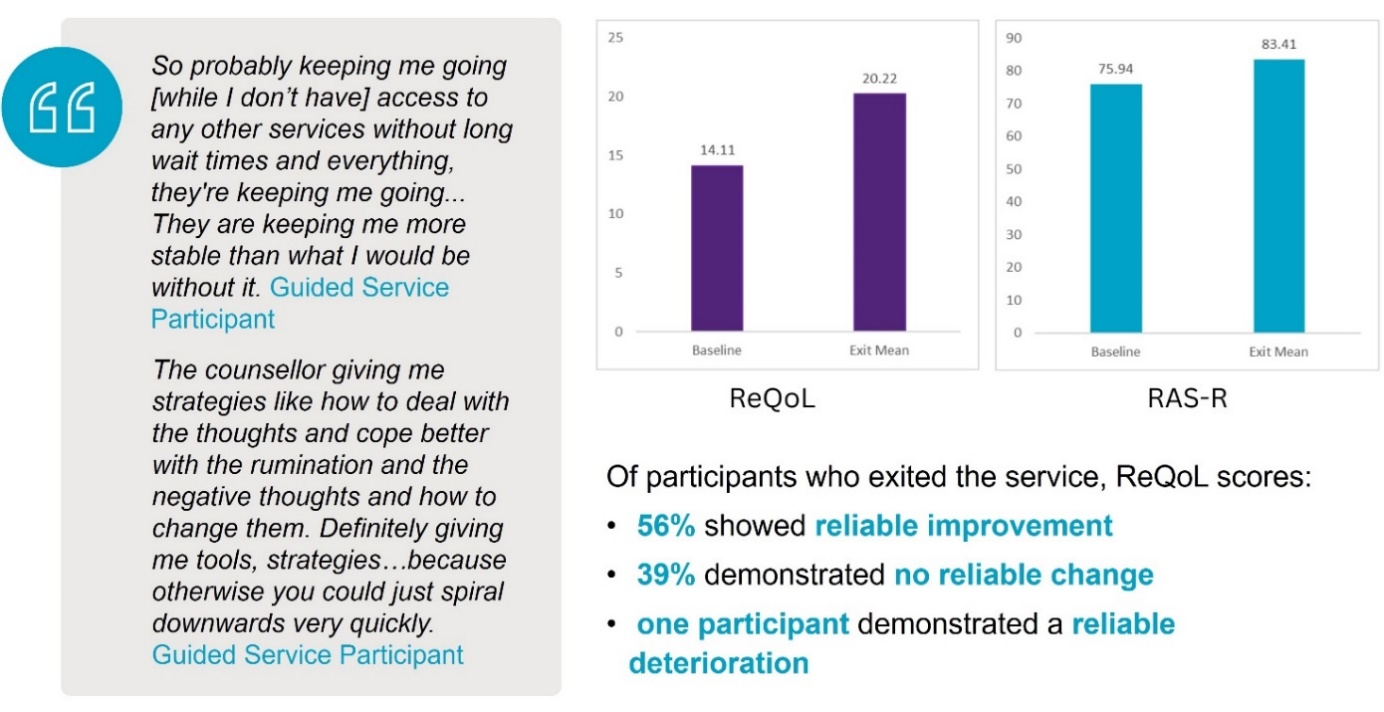 So probably keeping me going
[while I don't have] access to
any other services without long
wait times and everything,
they're keeping me going...
They are keeping me more
stable than what I would be
without it. Guided Service
Participant
The counsellor giving me
strategies like how to deal with
the thoughts and cope better
with the rumination and the
negative thoughts and how to
change them. Definitely giving
me tools, strategies…because
otherwise you could just spiral
downwards very quickly.
Guided Service Participant
25
20
15
10
5
0
14.11
20.22
Baseline
Exit Mean
ReQoL
90
80
70
60
50
40
30
20
10
0
75.94
83.41
Baseline
Exit Mean
RAS-R
Of participants who exited the service, ReQoL scores:
• 56% showed reliable improvement
• 39% demonstrated no reliable change
• one participant demonstrated a reliable
deterioration